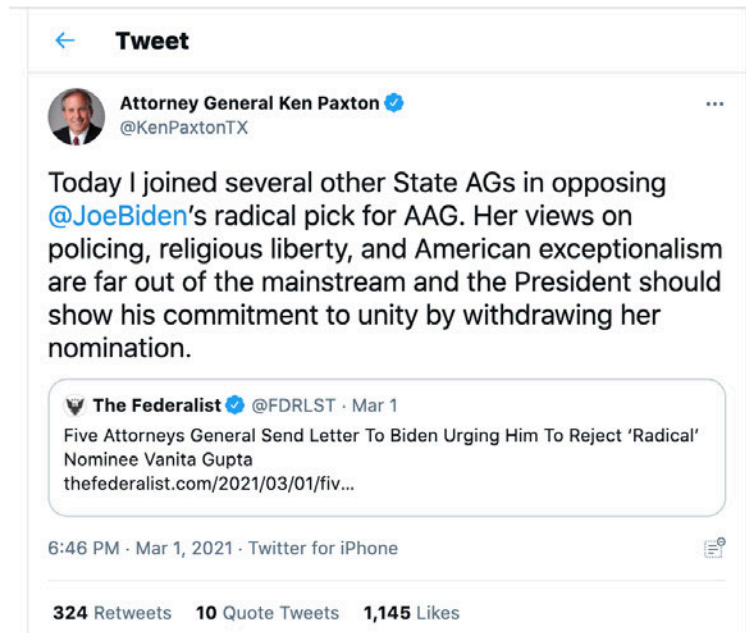 Tweet
Attorney General Ken Paxton
@KenPaxtonTX
Today I joined several other State AGs in opposing
@JoeBiden's radical pick for AAG. Her views on
policing, religious liberty, and American exceptionalism
are far out of the mainstream and the President should
show his commitment to unity by withdrawing her
nomination.
The Federalist @FDRLST · Mar 1
Five Attorneys General Send Letter To Biden Urging Him To Reject ‘Radical’
Nominee Vanita Gupta
thefederalist.com/2021/03/01/fiv...
6:46 PM · Mar 1, 2021 · Twitter for iPhone
324 Retweets 10 Quote Tweets 1,145 Likes